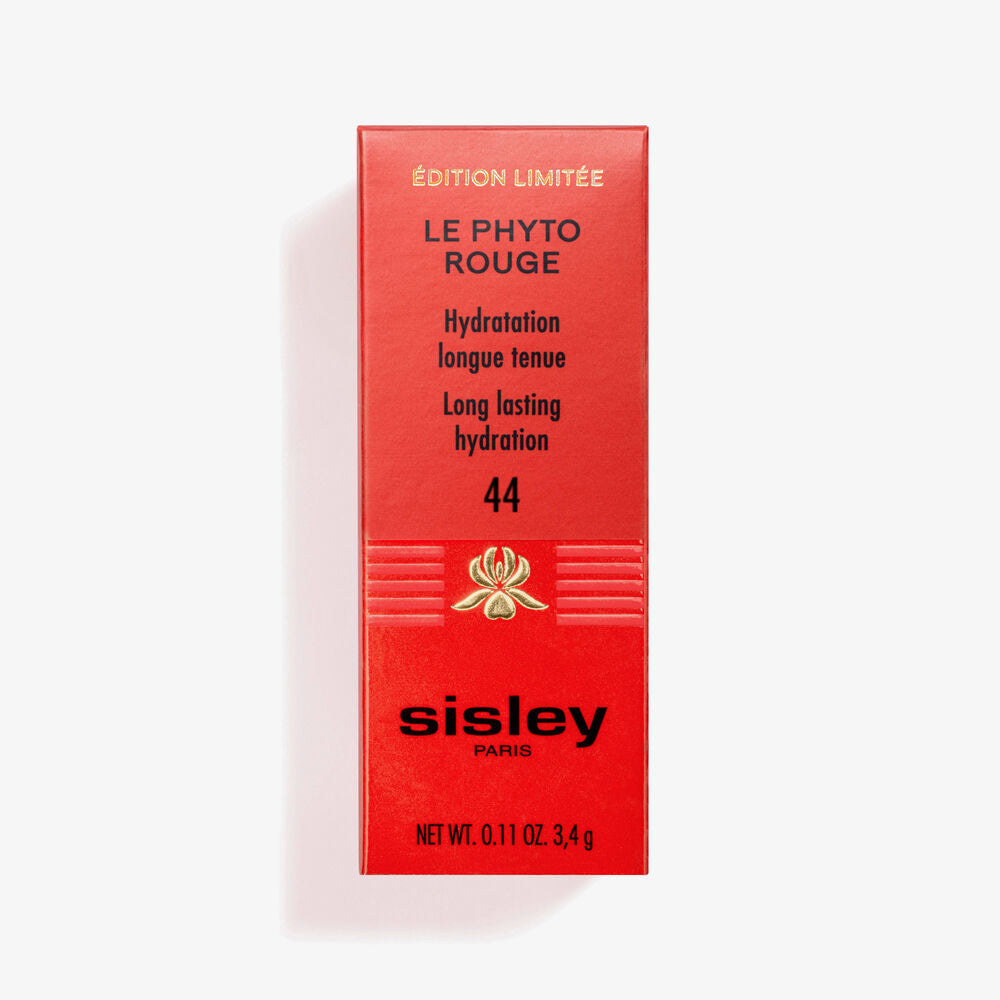 ÉDITION LIMITÉE
LE PHYTO
ROUGE
Hydratation
longue tenue
Long lasting
hydration
44
sisley
PARIS
NET WT. 0.11 OZ. 3,4 g